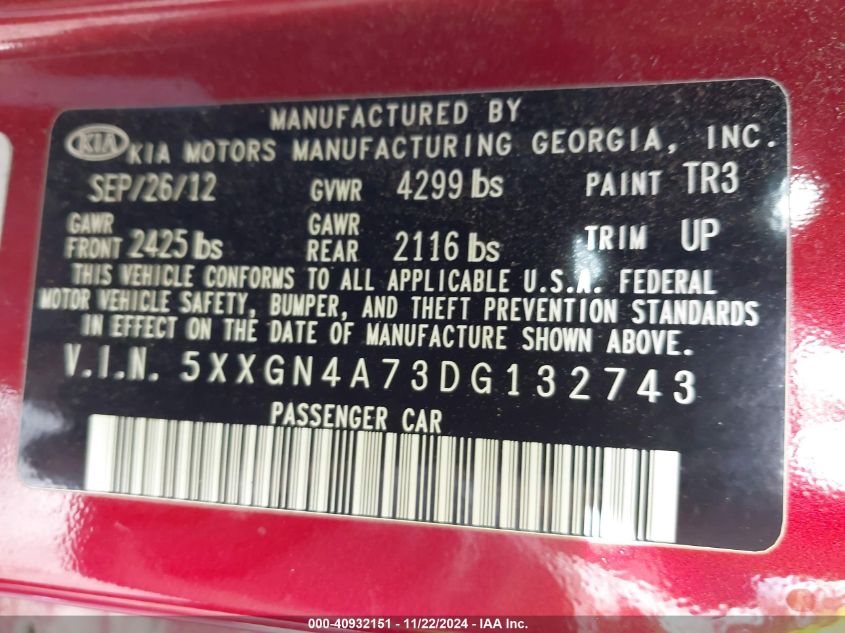 MANUFACTURED BY
KIA KIA MOTORS MANUFACTURING GEORGIA, INC.
SEP/26/12 GVWR 4299 lbs PAINT TR3
GAWR FRONT 2425 lbs GAWR REAR 2116 lbs TRIM UP
THIS VEHICLE CONFORMS TO ALL APPLICABLE U.S.A. FEDERAL
MOTOR VEHICLE SAFETY, BUMPER, AND THEFT PREVENTION STANDARDS
IN EFFECT ON THE DATE OF MANUFACTURE SHOWN ABOVE.
V.I.N. 5XXGN4A73DG132743
PASSENGER CAR
000-40932151 - 11/22/2024 - IAA Inc.